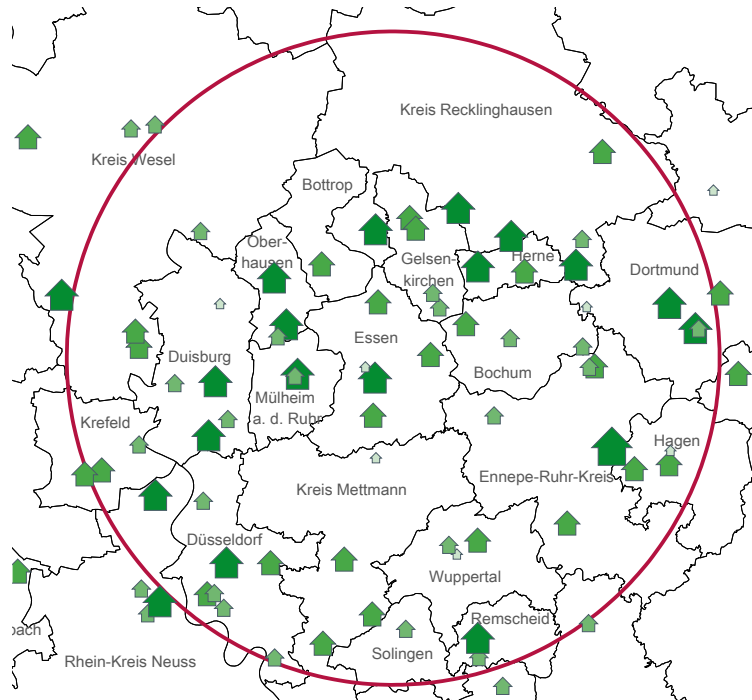 Kreis Recklinghausen
Kreis Wesel
Bottrop
Ober-
hausen
Gelsen-
kirchen
Herne
Dortmund
Essen
Duisburg
Bochum
Mülheim
a. d. Ruhr
Krefeld
Hagen
Ennepe-Ruhr-Kreis
Kreis Mettmann
Düsseldorf
Wuppertal
Remscheid
bach
Solingen
Rhein-Kreis Neuss